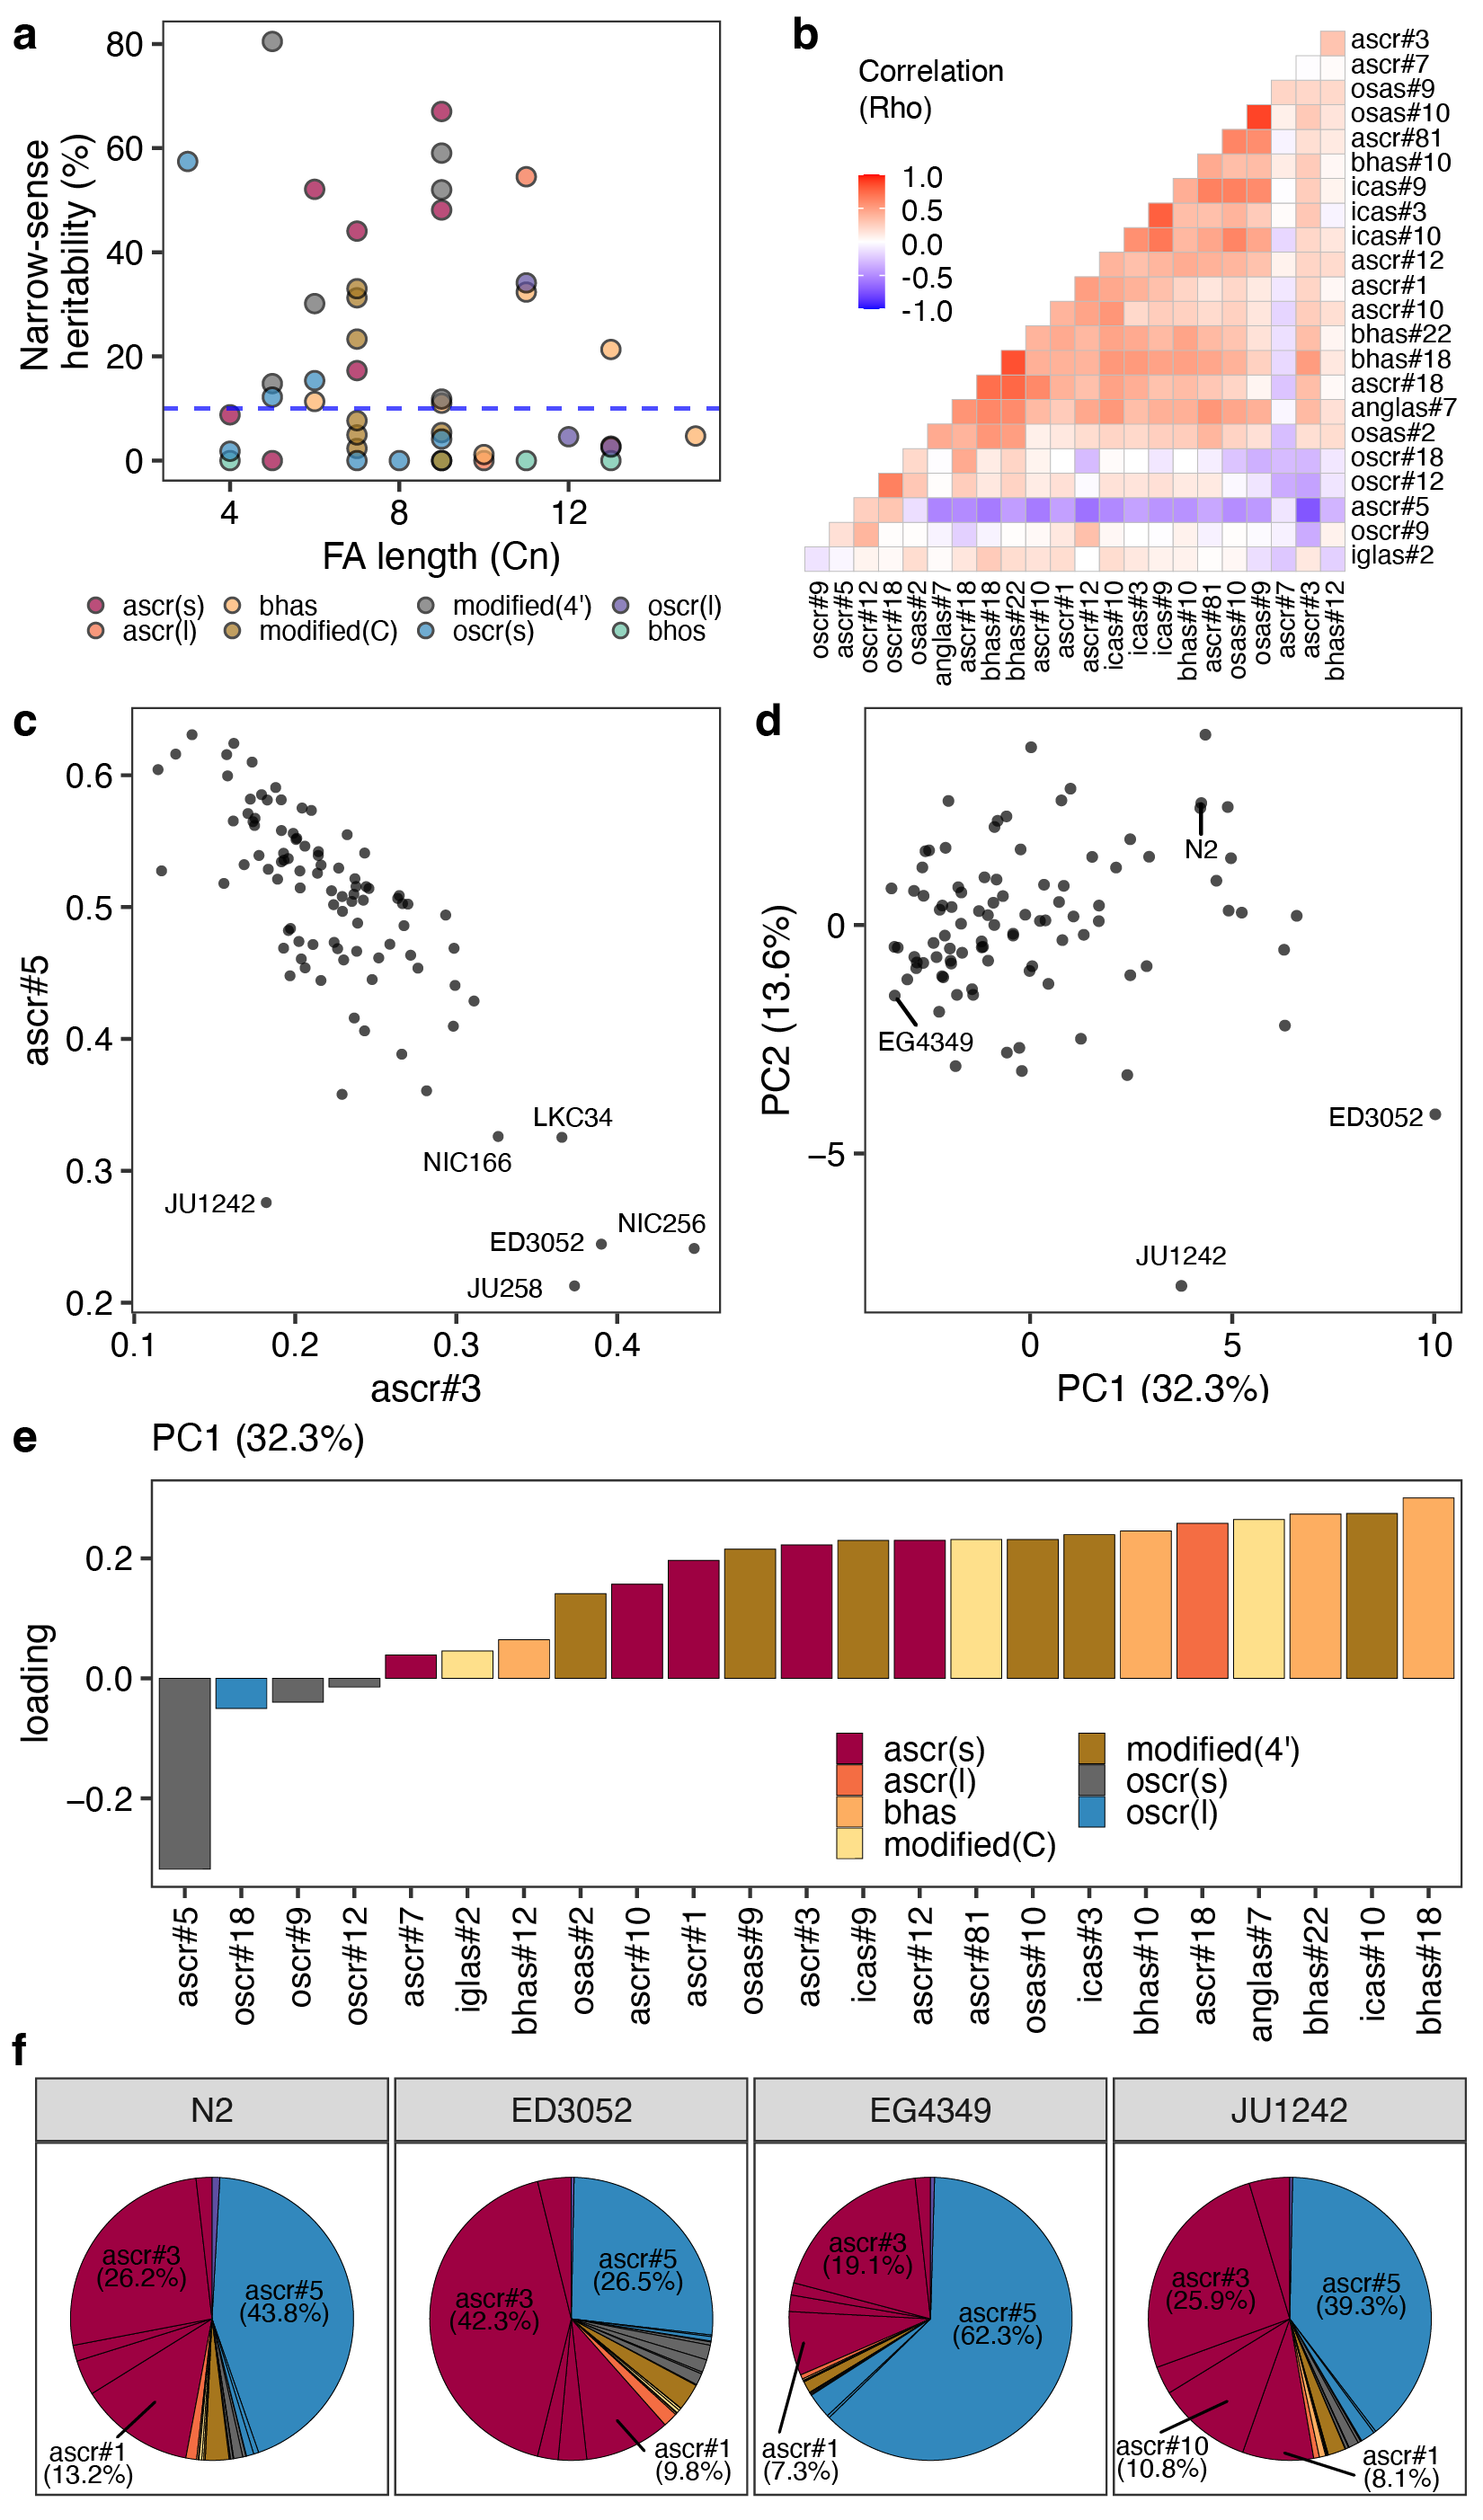 a
80
60
40
20
0
Narrow-sense
heritability (%)
4 8 12
FA length (Cn)
ascr(s) bhas modified(4') oscr(l)
ascr(l) modified(C) oscr(s) bhos
b
Correlation
(Rho)
1.0
0.5
0.0
-0.5
-1.0
ascr#3
ascr#7
osas#9
osas#10
ascr#81
bhas#10
icas#9
icas#3
icas#10
ascr#12
ascr#1
ascr#10
bhas#22
bhas#18
ascr#18
anglas#7
osas#2
oscr#18
oscr#12
ascr#5
oscr#9
iglas#2
oscr#9
ascr#5
oscr#12
oscr#18
osas#2
anglas#7
ascr#18
bhas#18
bhas#22
ascr#10
ascr#1
ascr#12
icas#10
icas#3
icas#9
bhas#10
ascr#81
osas#10
osas#9
ascr#7
ascr#3
bhas#12
c
0.6
0.5
0.4
0.3
0.2
ascr#5
LKC34
NIC166
JU1242
NIC256
ED3052
JU258
0.1 0.2 0.3 0.4
ascr#3
d
0
−5
PC2 (13.6%)
N2
EG4349
ED3052
JU1242
0 5 10
PC1 (32.3%)
e
PC1 (32.3%)
0.2
0.0
−0.2
loading
ascr(s) modified(4')
ascr(l) oscr(s)
bhas oscr(l)
modified(C)
ascr#5
oscr#18
oscr#9
oscr#12
ascr#7
iglas#2
bhas#12
osas#2
ascr#10
ascr#1
osas#9
ascr#3
icas#9
ascr#12
ascr#81
osas#10
icas#3
bhas#10
ascr#18
anglas#7
bhas#22
icas#10
bhas#18
f
N2
ascr#3
(26.2%)
ascr#5
(43.8%)
ascr#1
(13.2%)
ED3052
ascr#5
(26.5%)
ascr#3
(42.3%)
ascr#1
(9.8%)
EG4349
ascr#3
(19.1%)
ascr#5
(62.3%)
ascr#1
(7.3%)
JU1242
ascr#3
(25.9%)
ascr#5
(39.3%)
ascr#10
(10.8%)
ascr#1
(8.1%)